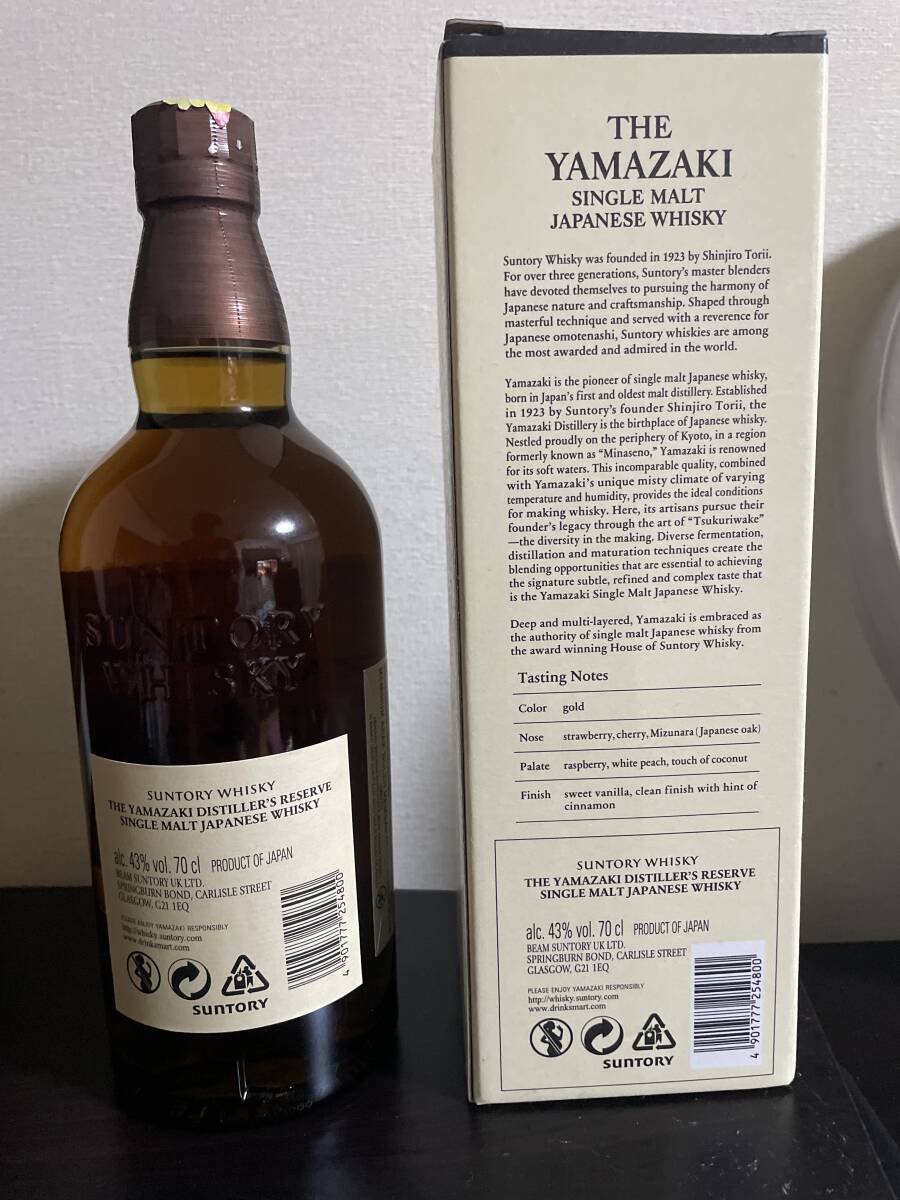 SUNTORY
WHISKY
SUNTORY WHISKY
THE YAMAZAKI DISTILLER'S RESERVE
SINGLE MALT JAPANESE WHISKY
alc. 43% vol. 70 cl PRODUCT OF JAPAN
BEAM SUNTORY UK LTD.
SPRINGBURN BOND, CARLISLE STREET
GLASGOW, G21 1EQ
PLEASE ENJOY YAMAZAKI RESPONSIBLY
http://whisky.suntory.com
www.drinksmart.com
4 901777 254800
SUNTORY
THE
YAMAZAKI
SINGLE MALT
JAPANESE WHISKY
Suntory Whisky was founded in 1923 by Shinjiro Torii.
For over three generations, Suntory's master blenders
have devoted themselves to pursuing the harmony of
Japanese nature and craftsmanship. Shaped through
masterful technique and served with a reverence for
Japanese omotenashi, Suntory whiskies are among
the most awarded and admired in the world.
Yamazaki is the pioneer of single malt Japanese whisky,
born in Japan's first and oldest malt distillery. Established
in 1923 by Suntory's founder Shinjiro Torii, the
Yamazaki Distillery is the birthplace of Japanese whisky.
Nestled proudly on the periphery of Kyoto, in a region
formerly known as “Minaseno,” Yamazaki is renowned
for its soft waters. This incomparable quality, combined
with Yamazaki's unique misty climate of varying
temperature and humidity, provides the ideal conditions
for making whisky. Here, its artisans pursue their
founder's legacy through the art of “Tsukuriwake”
—the diversity in the making. Diverse fermentation,
distillation and maturation techniques create the
blending opportunities that are essential to achieving
the signature subtle, refined and complex taste that
is the Yamazaki Single Malt Japanese Whisky.
Deep and multi-layered, Yamazaki is embraced as
the authority of single malt Japanese whisky from
the award winning House of Suntory Whisky.
Tasting Notes
Color gold
Nose strawberry, cherry, Mizunara (Japanese oak)
Palate raspberry, white peach, touch of coconut
Finish sweet vanilla, clean finish with hint of
cinnamon
SUNTORY WHISKY
THE YAMAZAKI DISTILLER'S RESERVE
SINGLE MALT JAPANESE WHISKY
alc. 43% vol. 70 cl PRODUCT OF JAPAN
BEAM SUNTORY UK LTD.
SPRINGBURN BOND, CARLISLE STREET
GLASGOW, G21 1EQ
PLEASE ENJOY YAMAZAKI RESPONSIBLY
http://whisky.suntory.com
www.drinksmart.com
4 901777 254800
SUNTORY